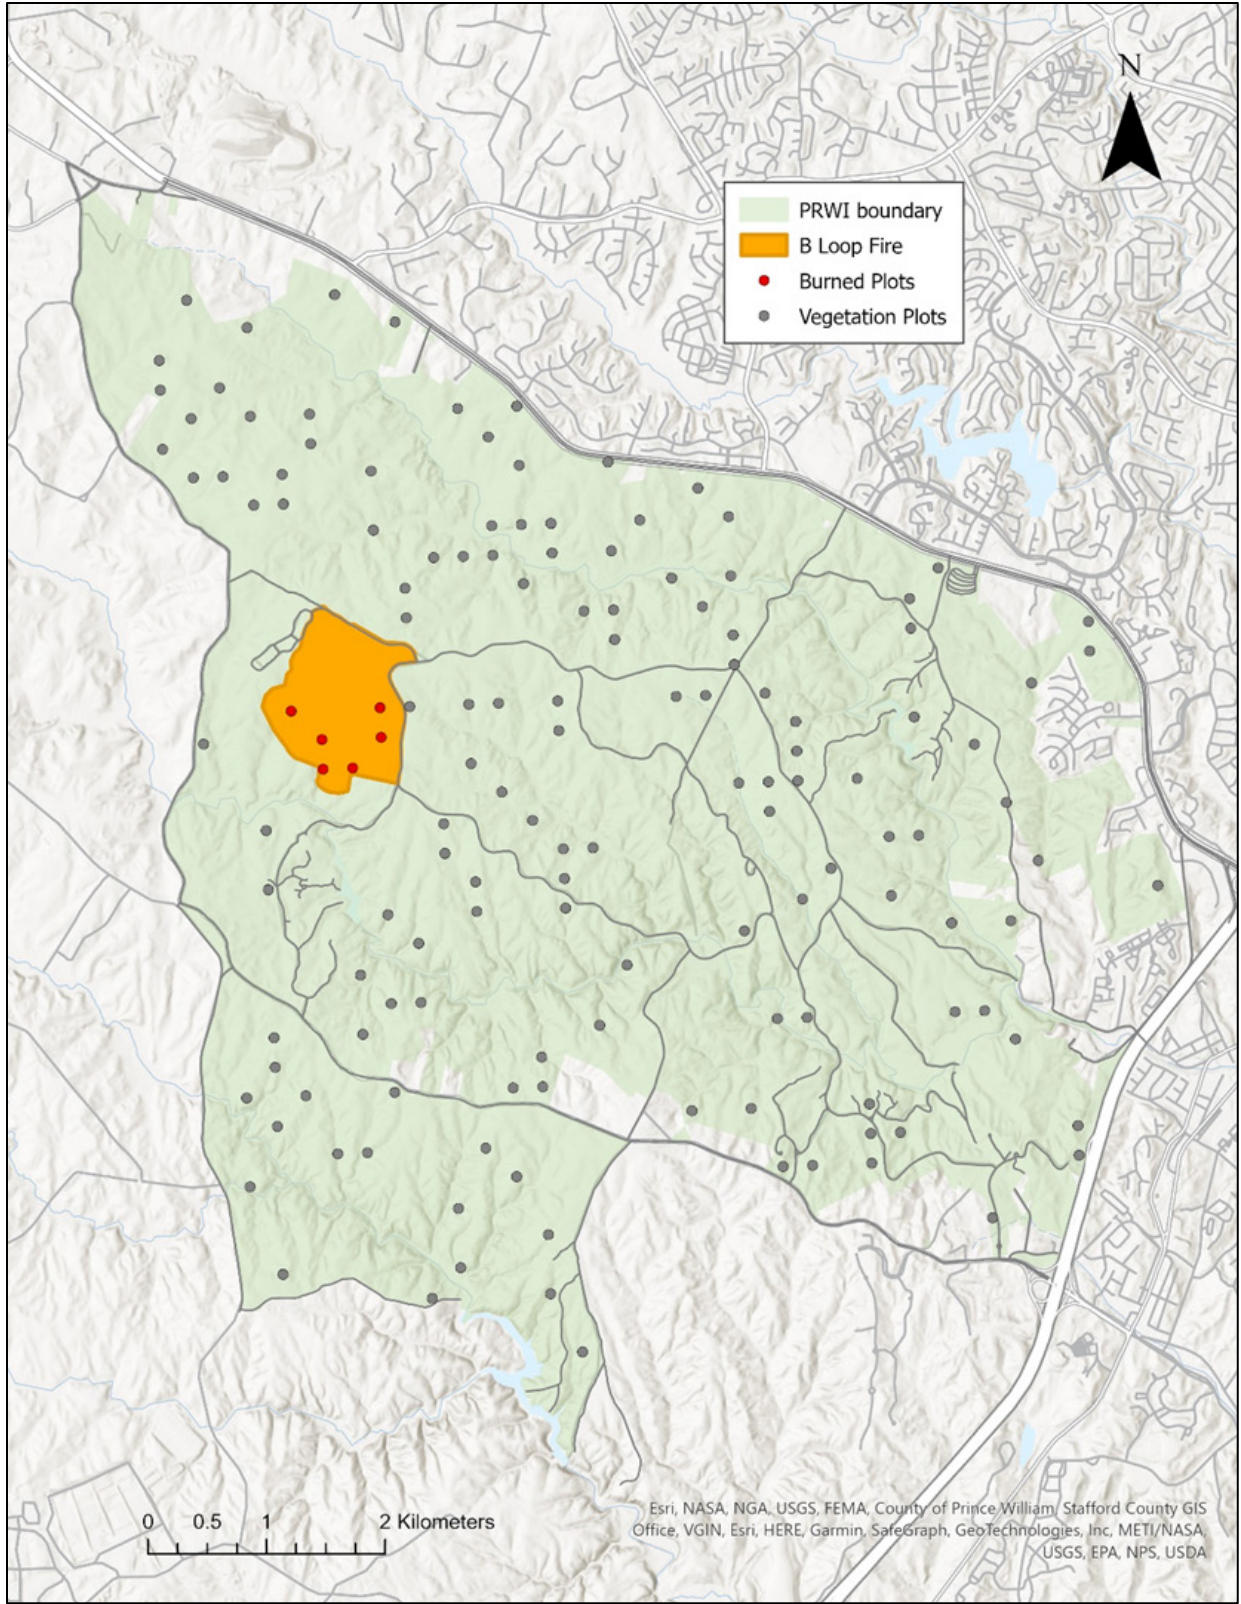 N
PRWI boundary
B Loop Fire
Burned Plots
Vegetation Plots
0 0.5 1 2 Kilometers
Esri, NASA, NGA, USGS, FEMA, County of Prince William, Stafford County GIS
Office, VGIN, Esri, HERE, Garmin, SafeGraph, GeoTechnologies, Inc, METI/NASA,
USGS, EPA, NPS, USDA